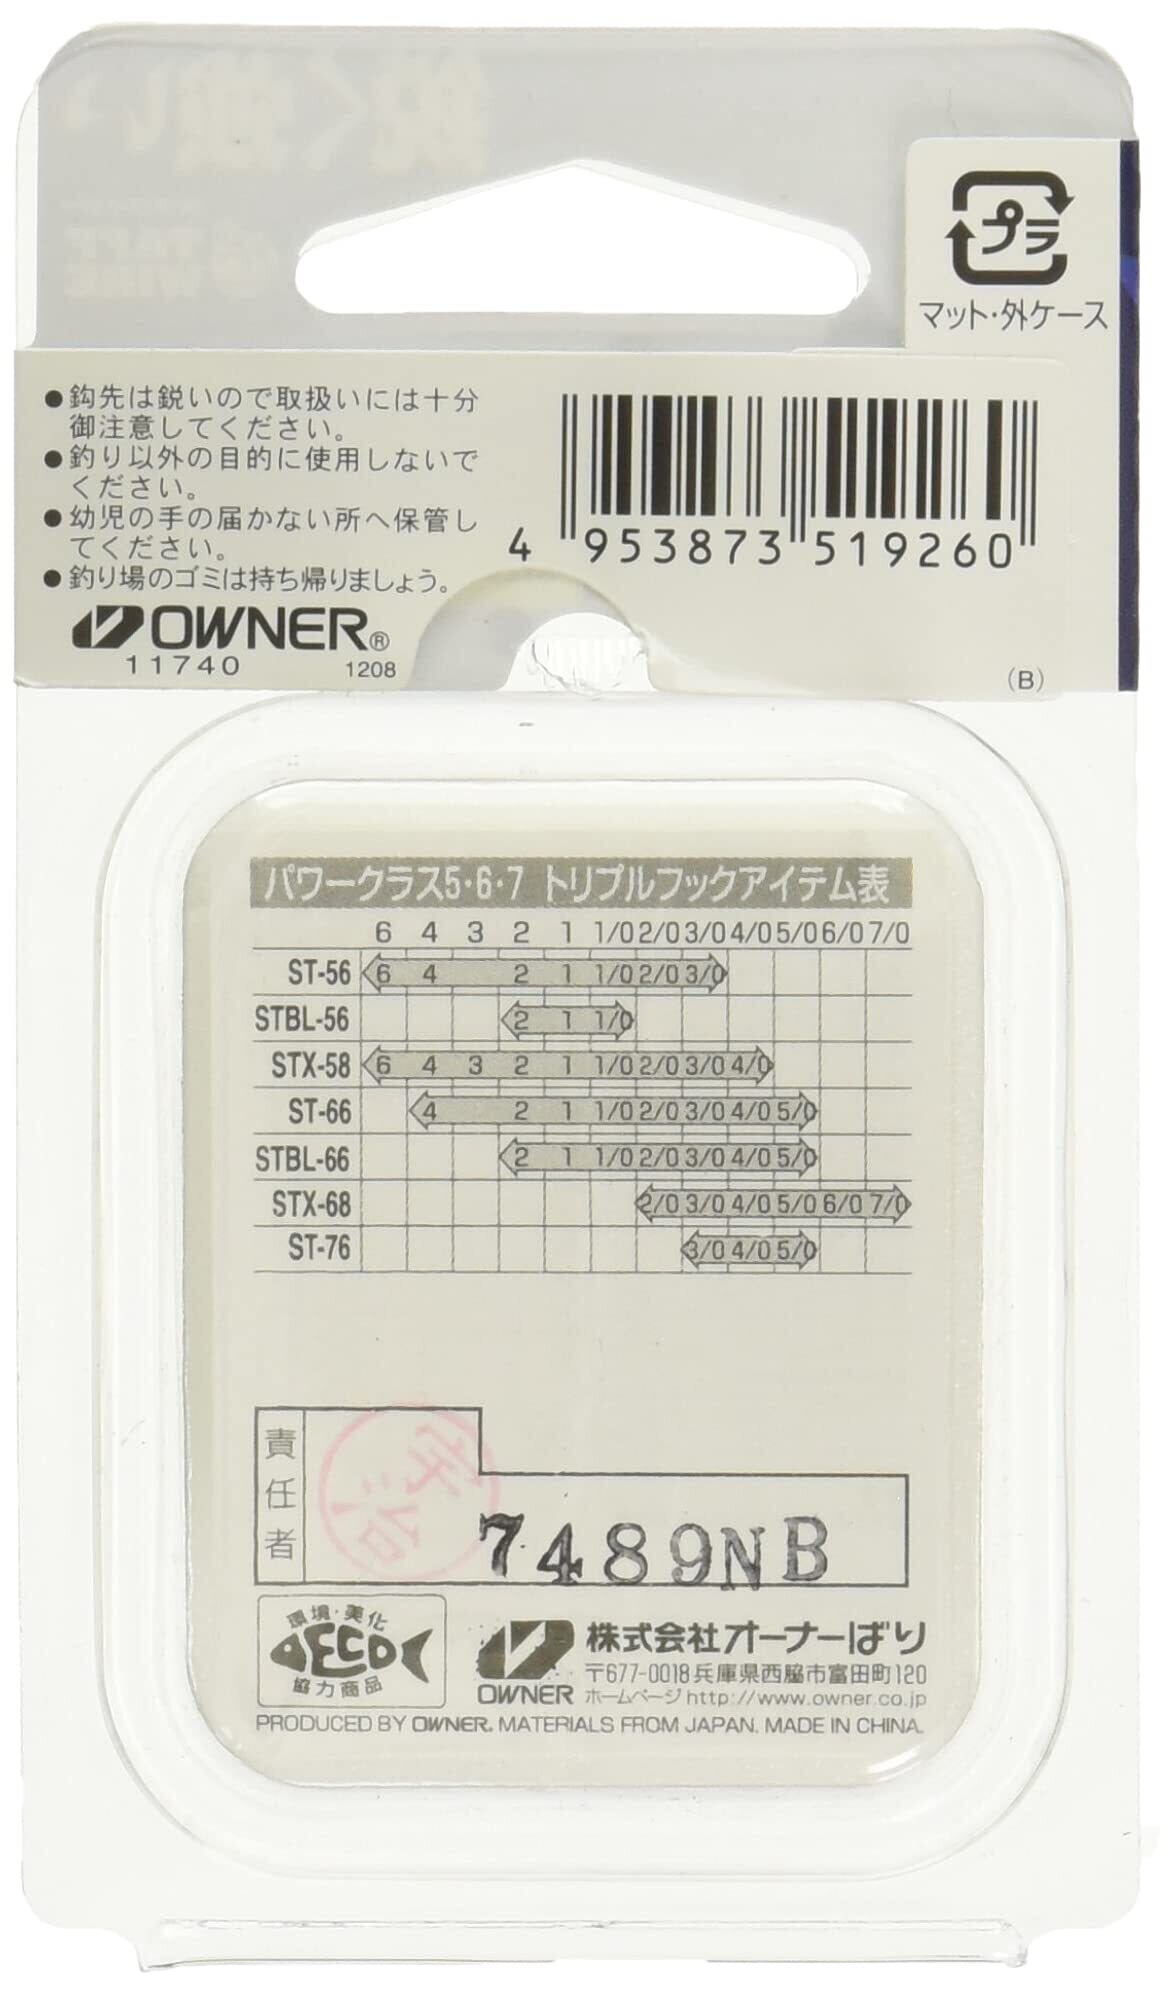 プラ
マット・外ケース
●鈎先は鋭いので取扱いには十分
御注意してください。
●釣り以外の目的に使用しないで
ください。
●幼児の手の届かない所へ保管し
てください。
●釣り場のゴミは持ち帰りましょう。
OWNER®
11740 1208
4 953873 519260
(B)
パワークラス5・6・7 トリプルフックアイテム表
6 4 3 2 1 1/0 2/0 3/0 4/0 5/0 6/0 7/0
ST-56 6 4 2 1 1/0 2/0 3/0
STBL-56 2 1 1/0
STX-58 6 4 3 2 1 1/0 2/0 3/0 4/0
ST-66 4 2 1 1/0 2/0 3/0 4/0 5/0
STBL-66 2 1 1/0 2/0 3/0 4/0 5/0
STX-68 2/0 3/0 4/0 5/0 6/0 7/0
ST-76 3/0 4/0 5/0
責任者
7489NB
環境・美化
DECO
協力商品
OWNER
株式会社オーナーばり
〒677-0018 兵庫県西脇市富田町120
ホームページ http://www.owner.co.jp
PRODUCED BY OWNER. MATERIALS FROM JAPAN. MADE IN CHINA.